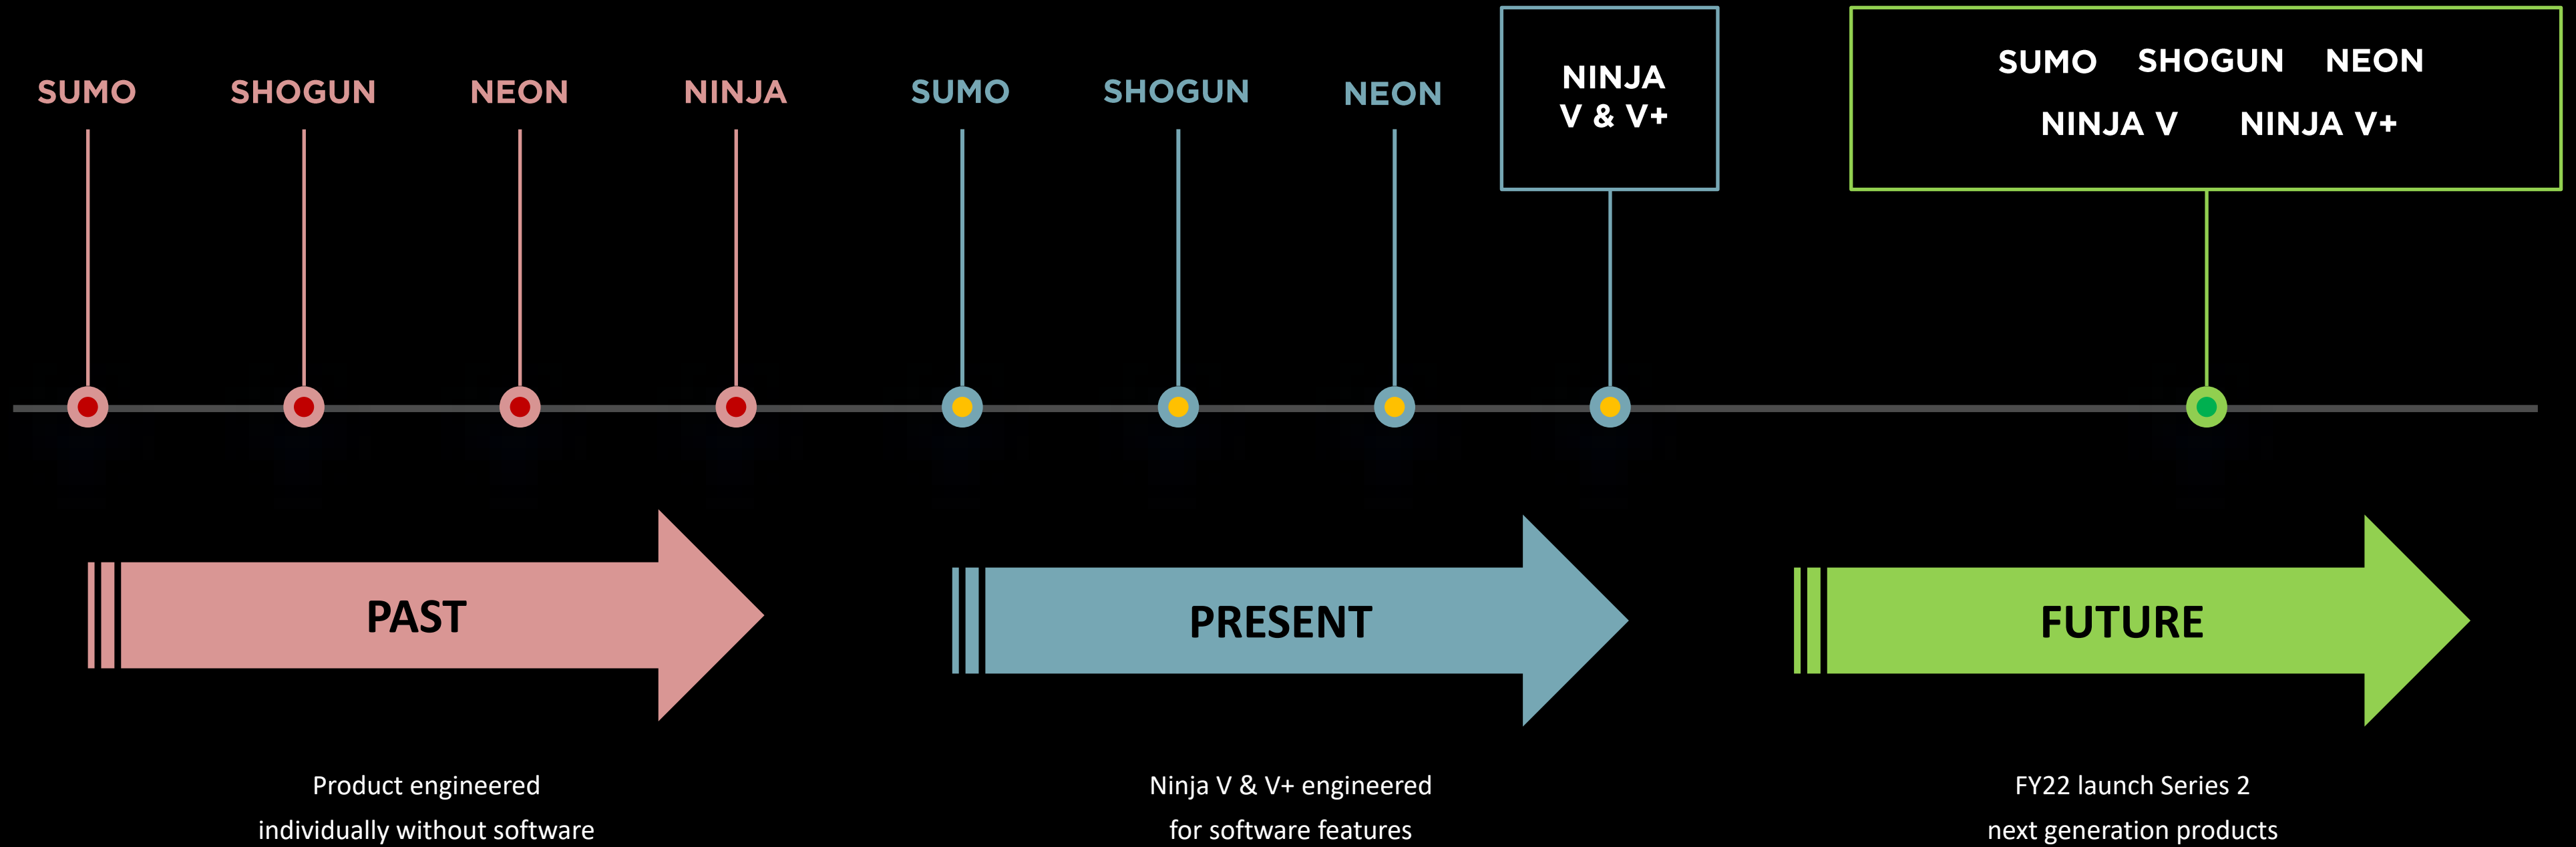 SUMO
SHOGUN
NEON
NINJA
SUMO
SHOGUN
NEON
NINJA
V & V+
SUMO SHOGUN NEON
NINJA V NINJA V+
PAST
PRESENT
FUTURE
Product engineered
individually without software
Ninja V & V+ engineered
for software features
FY22 launch Series 2
next generation products